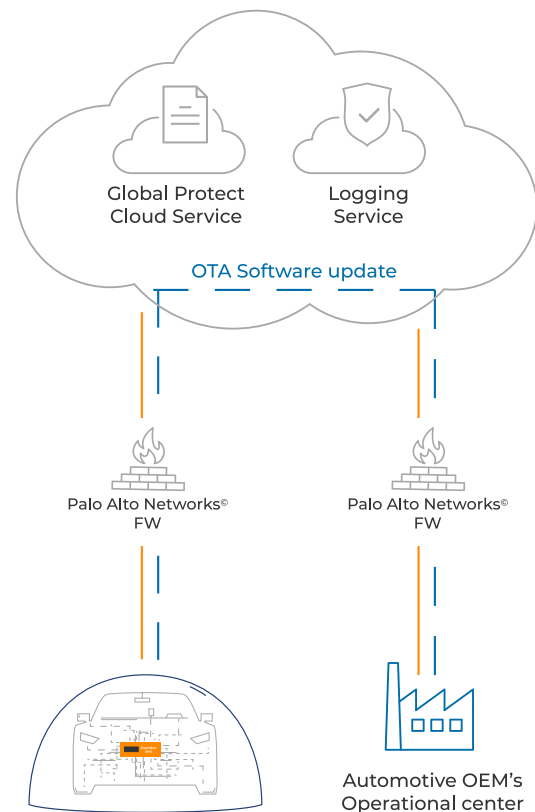 Global Protect
Cloud Service
Logging
Service
OTA Software update
Palo Alto Networks©
FW
Palo Alto Networks©
FW
Automotive OEM's
Operational center